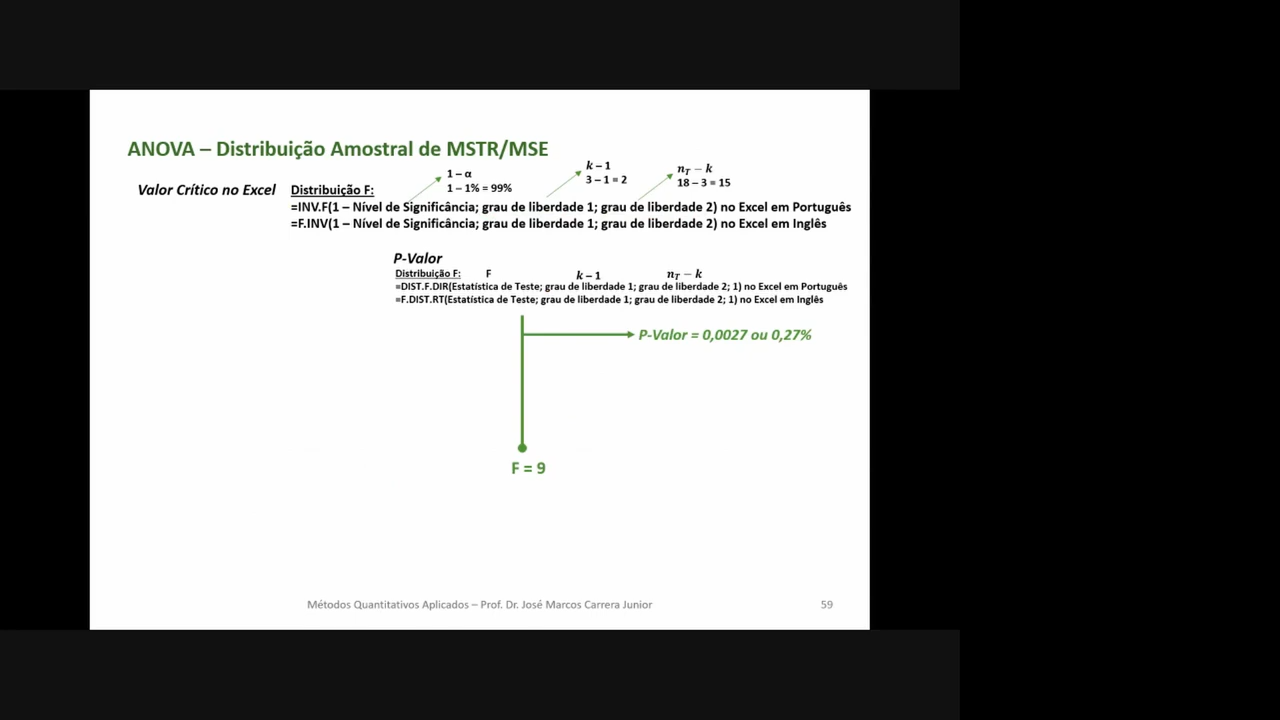 ANOVA – Distribuição Amostral de MSTR/MSE
Valor Crítico no Excel
Distribuição F:
1 – α
1 – 1% = 99%
k – 1
3 – 1 = 2
n_T – k
18 – 3 = 15
=INV.F(1 – Nível de Significância; grau de liberdade 1; grau de liberdade 2) no Excel em Português
=F.INV(1 – Nível de Significância; grau de liberdade 1; grau de liberdade 2) no Excel em Inglês
P-Valor
Distribuição F: F k – 1 n_T – k
=DIST.F.DIR(Estatística de Teste; grau de liberdade 1; grau de liberdade 2; 1) no Excel em Português
=F.DIST.RT(Estatística de Teste; grau de liberdade 1; grau de liberdade 2; 1) no Excel em Inglês
P-Valor = 0,0027 ou 0,27%
F = 9
Métodos Quantitativos Aplicados – Prof. Dr. José Marcos Carrera Junior 59